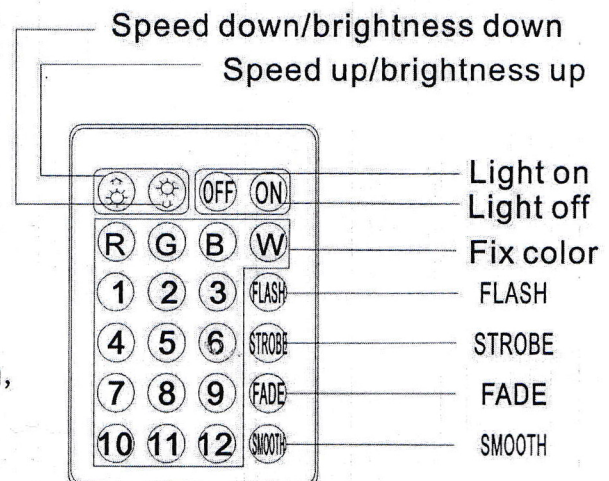 Speed down/brightness down
Speed up/brightness up
OFF ON
Light on
Light off
R G B W
Fix color
1 2 3 FLASH
FLASH
4 5 6 STROBE
STROBE
7 8 9 FADE
FADE
10 11 12 SMOOTH
SMOOTH